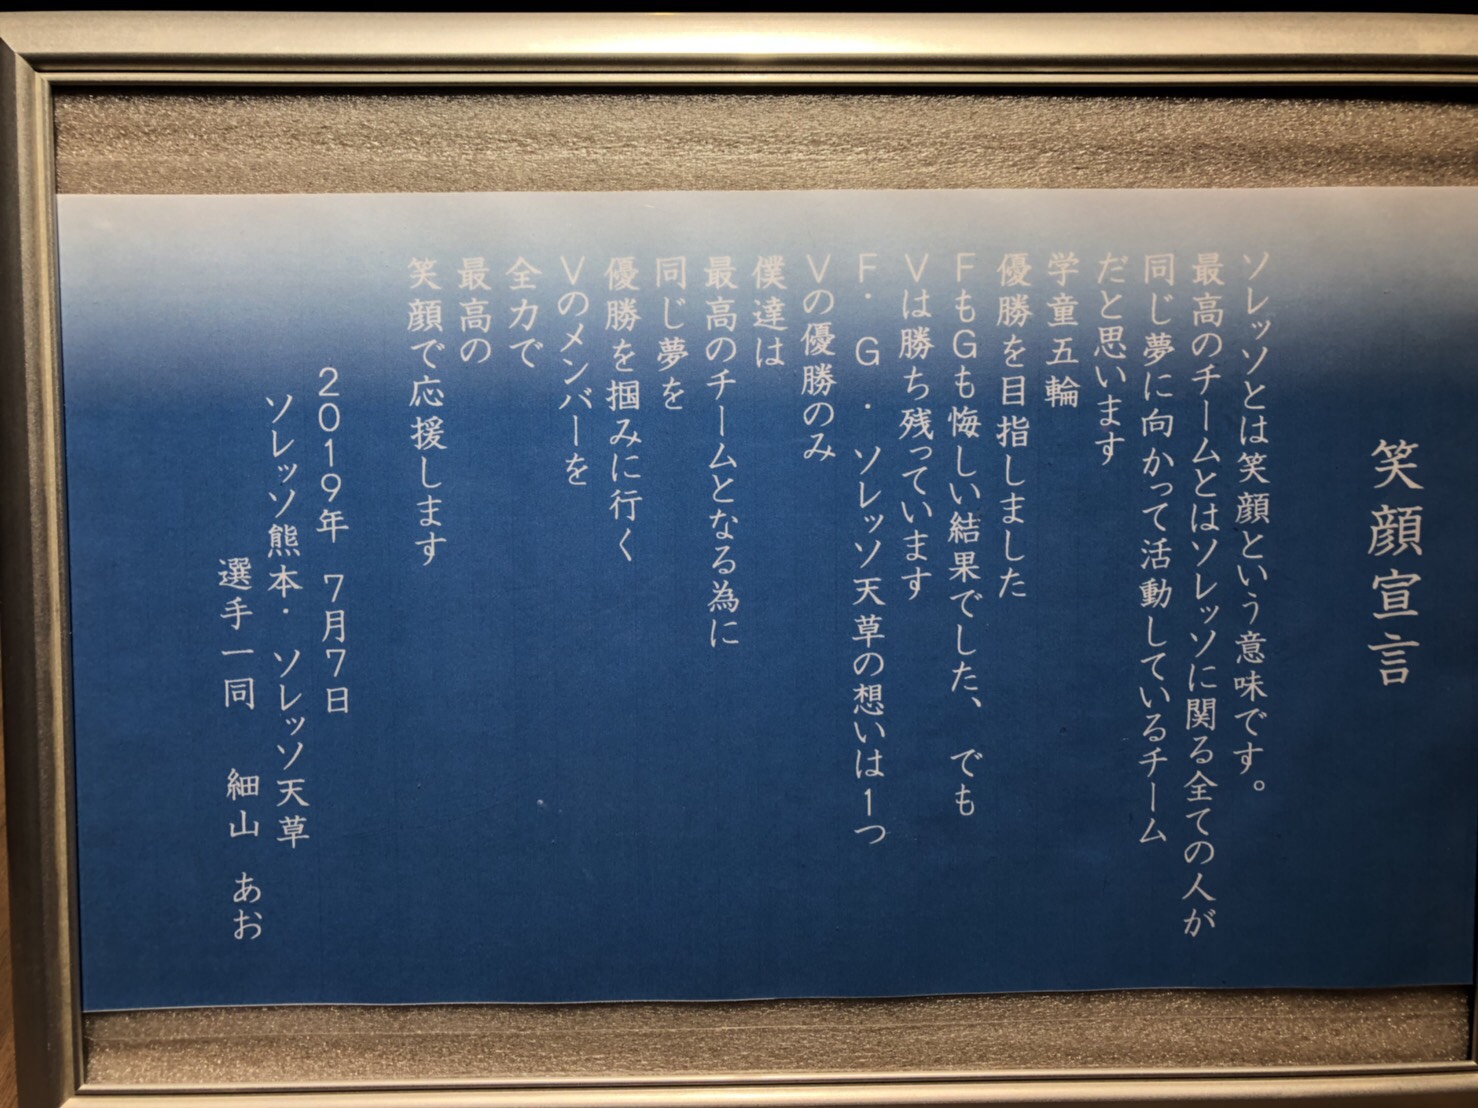 笑顔宣言
ソレッソとは笑顔という意味です。
最高のチームとはソレッソに関る全ての人が
同じ夢に向かって活動しているチーム
だと思います
学童五輪
優勝を目指しました
FもGも悔しい結果でした、 でも
Vは勝ち残っています
F・G・ソレッソ天草の想いは1つ
Vの優勝のみ
僕達は
最高のチームとなる為に
同じ夢を
優勝を掴みに行く
Vのメンバーを
全力で
最高の
笑顔で応援します
2019年 7月7日
ソレッソ熊本・ソレッソ天草
選手一同 細山 あお